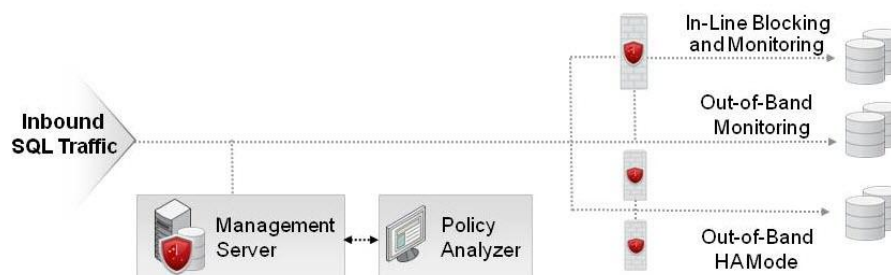 In-Line Blocking
and Monitoring
Inbound
SQL Traffic
Out-of-Band
Monitoring
Management
Server
Policy
Analyzer
Out-of-Band
HAMode